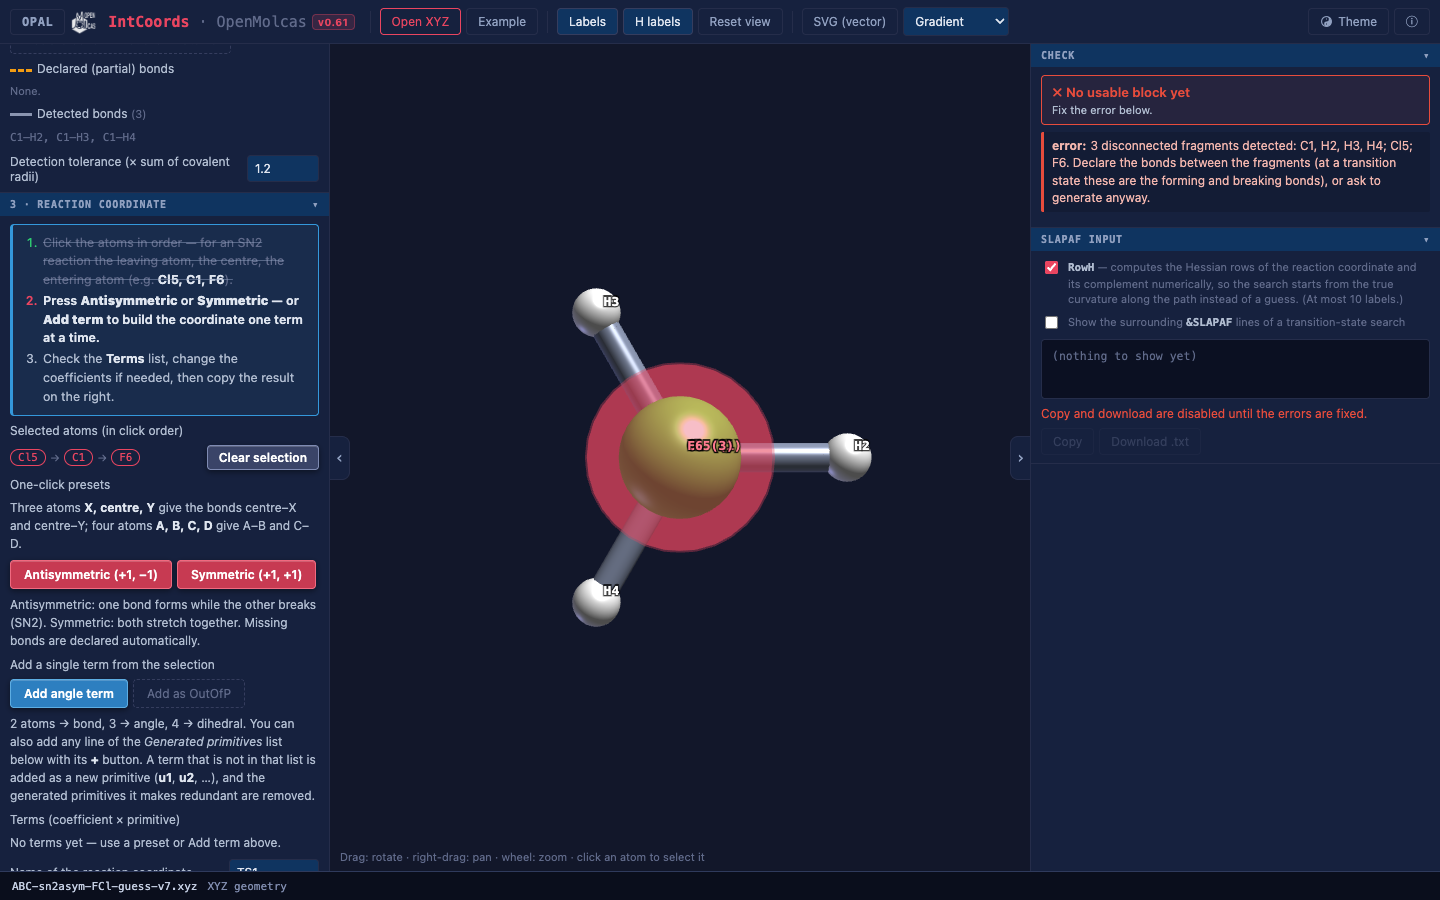 OPAL IntCoords · OpenMolcas v0.61 Open XYZ Example Labels H labels Reset view SVG (vector) Gradient Theme
Declared (partial) bonds
None.
Detected bonds (3)
C1–H2, C1–H3, C1–H4
Detection tolerance (× sum of covalent
radii)
1.2
3 · REACTION COORDINATE
1. Click the atoms in order — for an SN2
reaction the leaving atom, the centre, the
entering atom (e.g. Cl5, C1, F6).
2. Press Antisymmetric or Symmetric — or
Add term to build the coordinate one term
at a time.
3. Check the Terms list, change the
coefficients if needed, then copy the result
on the right.
Selected atoms (in click order)
Cl5 → C1 → F6 Clear selection
One-click presets
Three atoms X, centre, Y give the bonds centre–X
and centre–Y; four atoms A, B, C, D give A–B and C–
D.
Antisymmetric (+1, −1) Symmetric (+1, +1)
Antisymmetric: one bond forms while the other breaks
(SN2). Symmetric: both stretch together. Missing
bonds are declared automatically.
Add a single term from the selection
Add angle term Add as OutOfP
2 atoms → bond, 3 → angle, 4 → dihedral. You can
also add any line of the Generated primitives list
below with its + button. A term that is not in that list is
added as a new primitive (u1, u2, …), and the
generated primitives it makes redundant are removed.
Terms (coefficient × primitive)
No terms yet — use a preset or Add term above.
Name of the reaction coordinate TS1
H3
H2
H4
Drag: rotate · right-drag: pan · wheel: zoom · click an atom to select it
CHECK
✕ No usable block yet
Fix the error below.
error: 3 disconnected fragments detected: C1, H2, H3, H4; Cl5;
F6. Declare the bonds between the fragments (at a transition
state these are the forming and breaking bonds), or ask to
generate anyway.
SLAPAF INPUT
RowH — computes the Hessian rows of the reaction coordinate and
its complement numerically, so the search starts from the true
curvature along the path instead of a guess. (At most 10 labels.)
Show the surrounding &SLAPAF lines of a transition-state search
(nothing to show yet)
Copy and download are disabled until the errors are fixed.
Copy Download .txt
ABC-sn2asym-FCl-guess-v7.xyz XYZ geometry